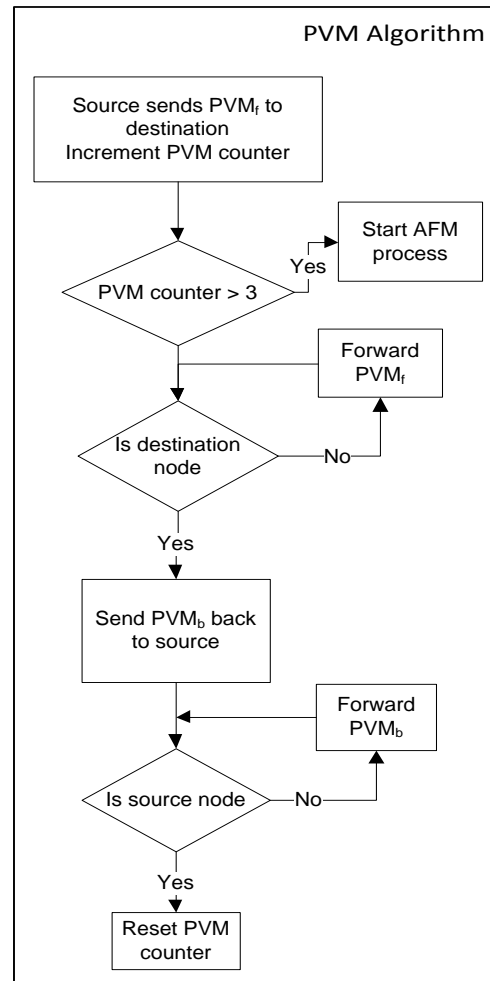 PVM Algorithm
Source sends PVMf to
destination
Increment PVM counter
PVM counter > 3
Yes
Start AFM
process
Forward
PVMf
Is destination
node
No
Yes
Send PVMb back
to source
Forward
PVMb
Is source node
No
Yes
Reset PVM
counter